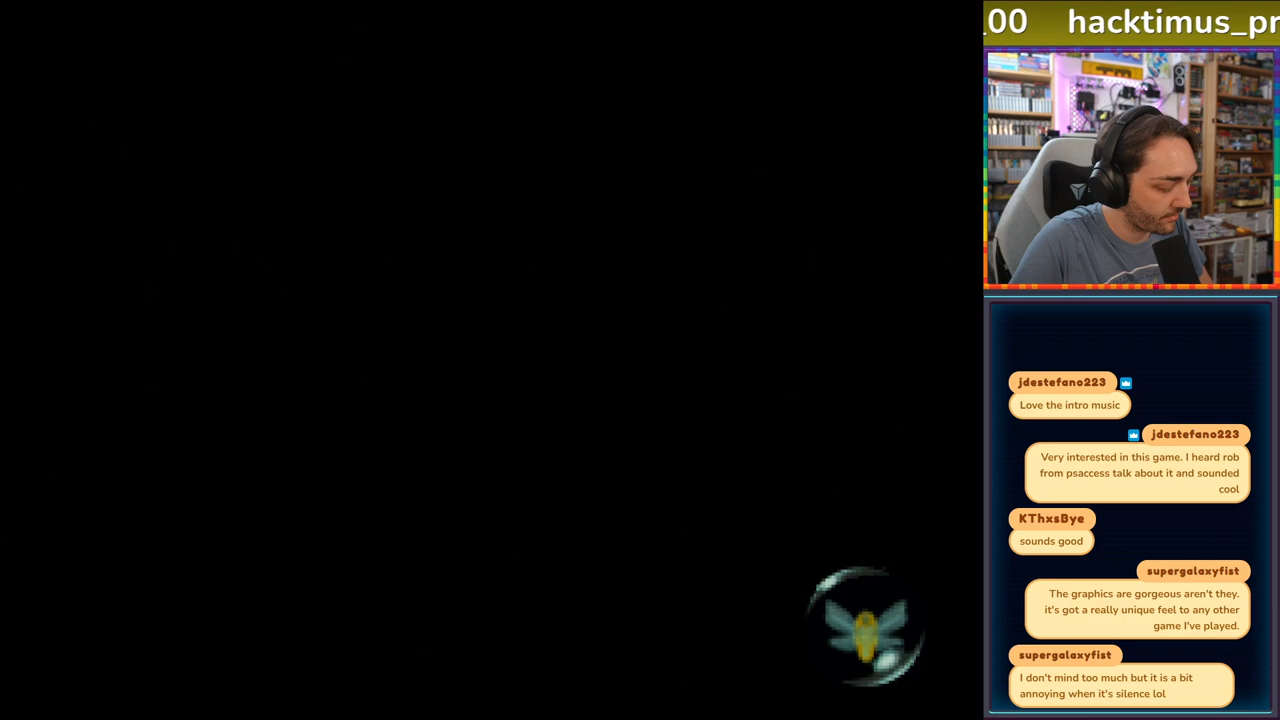 00 hacktimus_pr
jdestefano223
Love the intro music
jdestefano223
Very interested in this game. I heard rob
from psaccess talk about it and sounded
cool
KThxsBye
sounds good
supergalaxyfist
The graphics are gorgeous aren't they.
it's got a really unique feel to any other
game I've played.
supergalaxyfist
I don't mind too much but it is a bit
annoying when it's silence lol